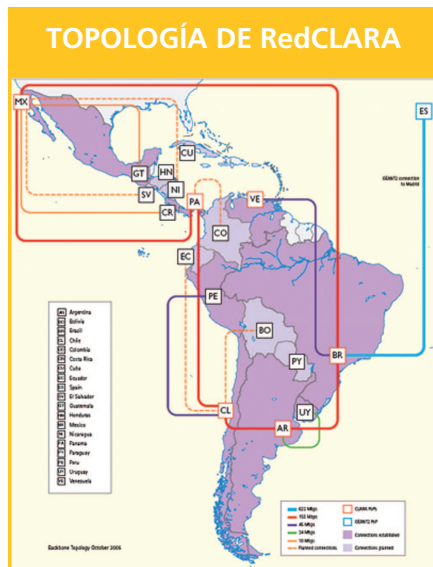 TOPOLOGÍA DE RedCLARA
MX
ES
CU
GÉANT2 connection
to Madrid
GT
HN
SV
NI
CR
PA
VE
CO
EC
PE
BO
BR
PY
CL
UY
AR
AR Argentina
BO Bolivia
BR Brazil
CL Chile
CO Colombia
CR Costa Rica
CU Cuba
EC Ecuador
ES Spain
SV El Salvador
GT Guatemala
HN Honduras
MX Mexico
NI Nicaragua
PA Panama
PY Paraguay
PE Peru
UY Uruguay
VE Venezuela
622 Mbps
155 Mbps
45 Mbps
34 Mbps
10 Mbps
Planned connections
CLARA PoPs
GÉANT2 PoP
Connections established
Connections planned
Backbone Topology October 2006